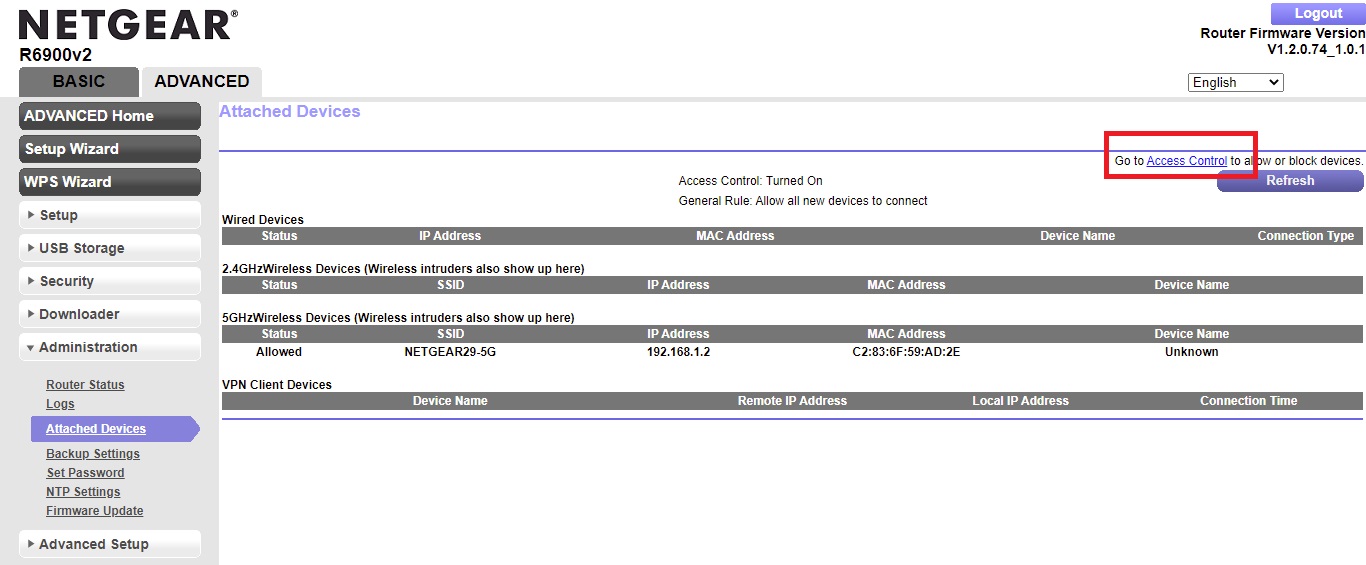 NETGEAR®
R6900v2
Logout
Router Firmware Version
V1.2.0.74_1.0.1
BASIC
ADVANCED
English
ADVANCED Home
Setup Wizard
WPS Wizard
Setup
USB Storage
Security
Downloader
Administration
Router Status
Logs
Attached Devices
Backup Settings
Set Password
NTP Settings
Firmware Update
Advanced Setup
Attached Devices
Go to Access Control to allow or block devices.
Refresh
Access Control: Turned On
General Rule: Allow all new devices to connect
Wired Devices
Status IP Address MAC Address Device Name Connection Type
2.4GHzWireless Devices (Wireless intruders also show up here)
Status SSID IP Address MAC Address Device Name
5GHzWireless Devices (Wireless intruders also show up here)
Status SSID IP Address MAC Address Device Name
Allowed NETGEAR29-5G 192.168.1.2 C2:83:6F:59:AD:2E Unknown
VPN Client Devices
Device Name Remote IP Address Local IP Address Connection Time